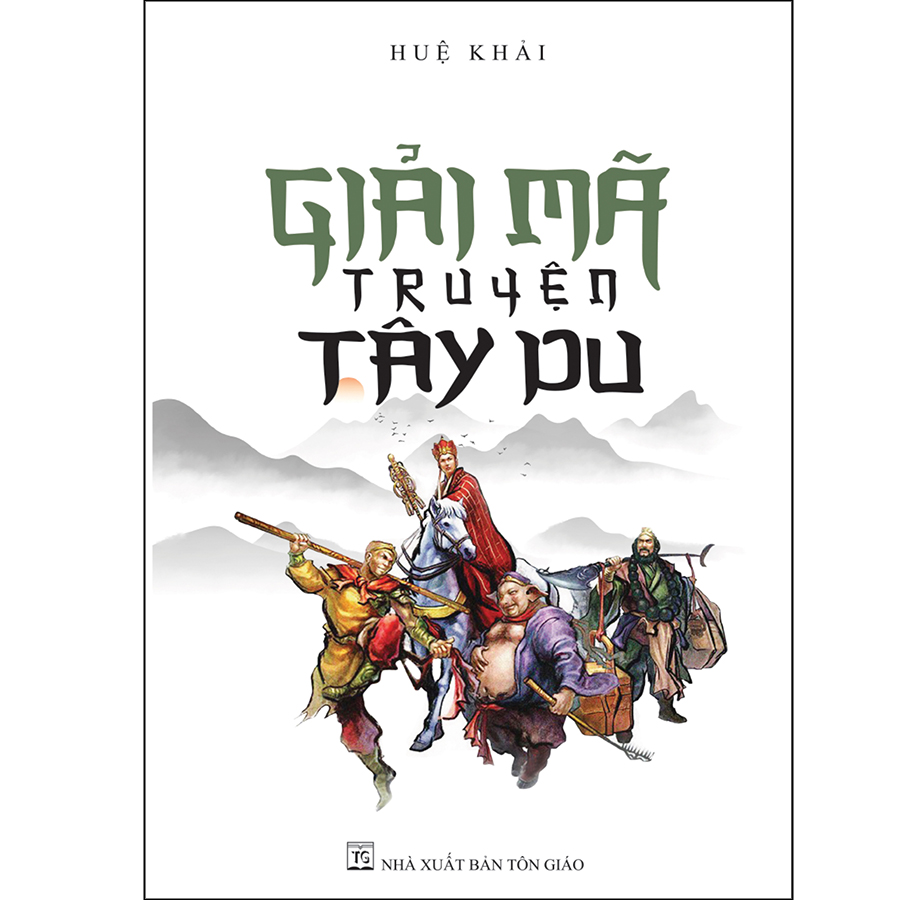 HUỆ KHẢI
GIẢI MÃ
TRUYỆN
TÂY DU
TG
NHÀ XUẤT BẢN TÔN GIÁO